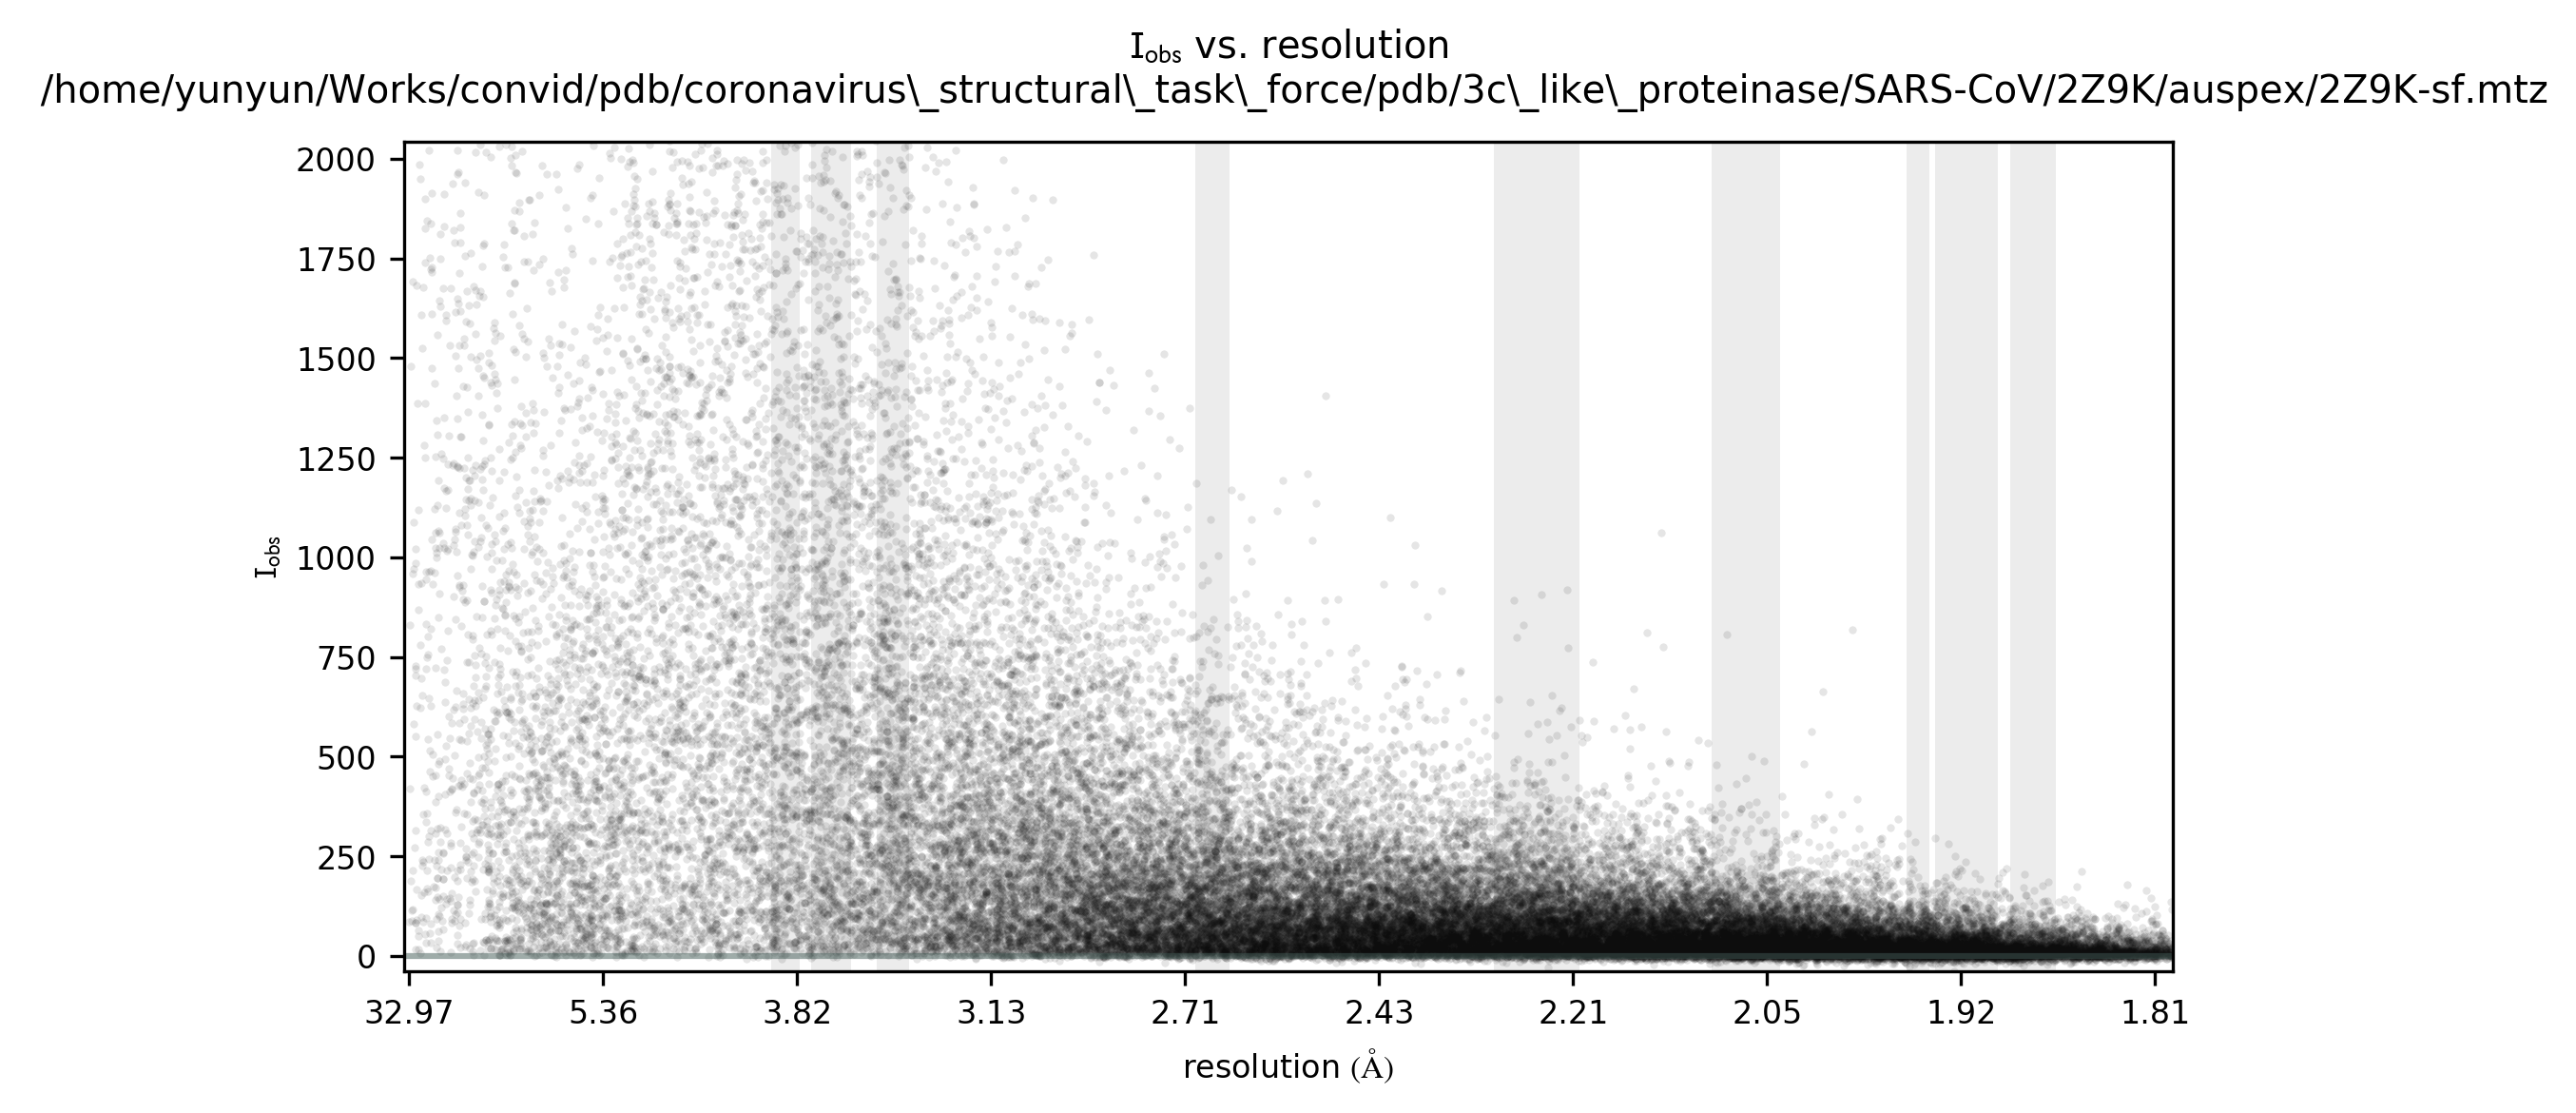 Iobs vs. resolution
/home/yunyun/Works/convid/pdb/coronavirus\_structural\_task\_force/pdb/3c\_like\_proteinase/SARS-CoV/2Z9K/auspex/2Z9K-sf.mtz
2000
1750
1500
1250
1000
750
500
250
0
Iobs
32.97 5.36 3.82 3.13 2.71 2.43 2.21 2.05 1.92 1.81
resolution (Å)